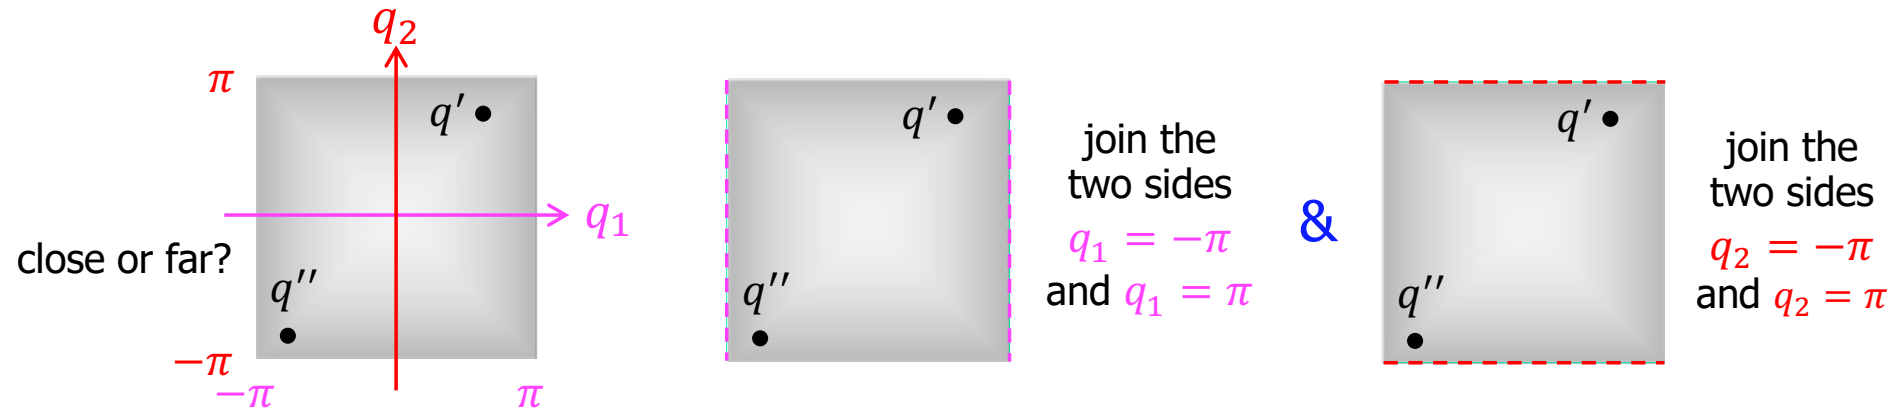 q₂
π
q′
q₁
close or far?
q′′
−π
−π
π
q′
q′′
join the
two sides
q₁ = −π
and q₁ = π
&
q′
q′′
join the
two sides
q₂ = −π
and q₂ = π